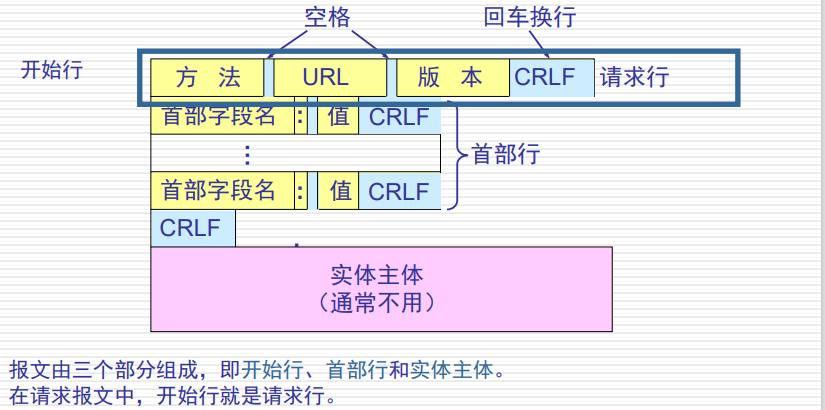 空格 回车换行
开始行
方 法 URL 版 本 CRLF 请求行
首部字段名 : 值 CRLF
⋮
首部行
首部字段名 : 值 CRLF
CRLF
实体主体
（通常不用）
报文由三个部分组成，即开始行、首部行和实体主体。
在请求报文中，开始行就是请求行。